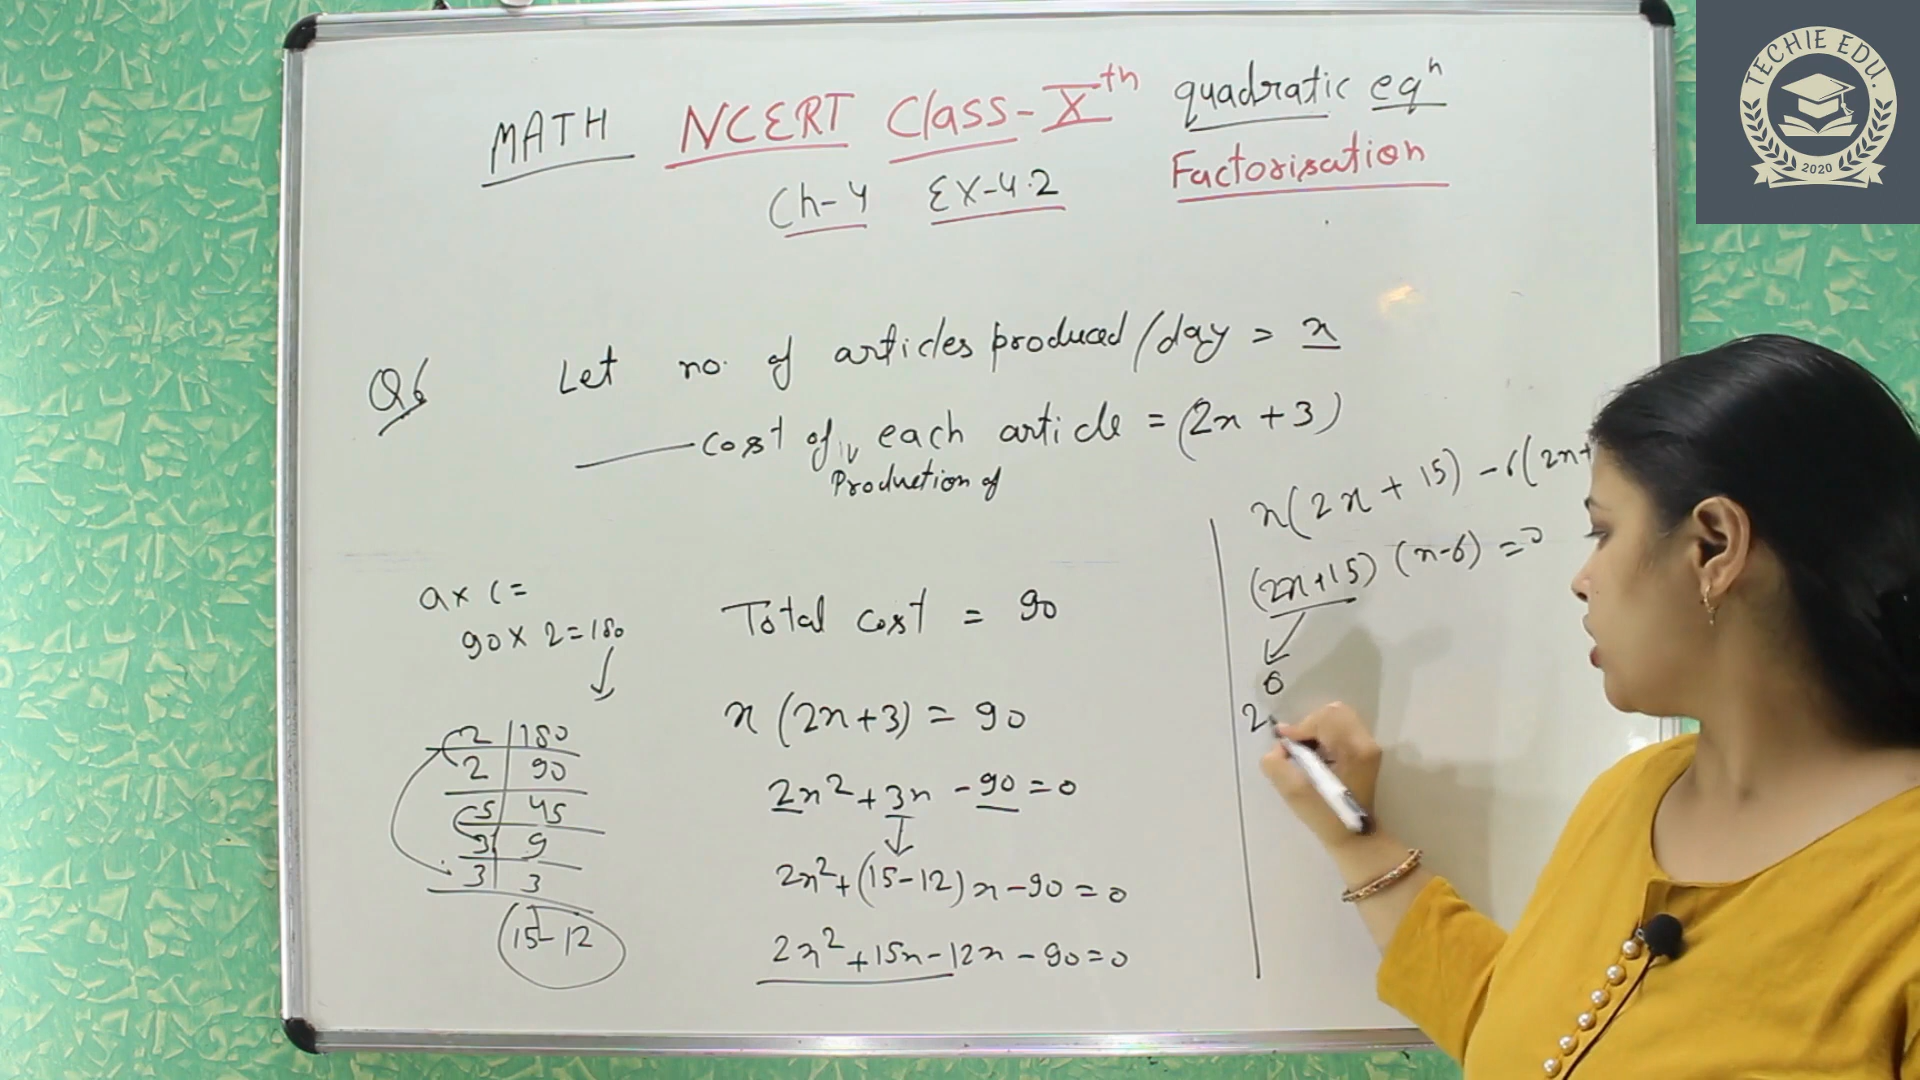 MATH NCERT Class-Xth quadratic eqn
Factorisation
Ch-4 Ex-4.2
Q6 Let no. of articles produced/day = x
cost of each article = (2x + 3)
Production of
a x c =
90 x 2 = 180
2 | 180
2 | 90
5 | 45
3 | 9
3 | 3
15-12
Total cost = 90
x (2x+3) = 90
2x² + 3x - 90 = 0
2x² + (15-12) x - 90 = 0
2x² + 15x - 12x - 90 = 0
x(2x + 15) - 6(2x+
(2x+15) (x-6) = 0
0
2
TECHIE EDU.
2020